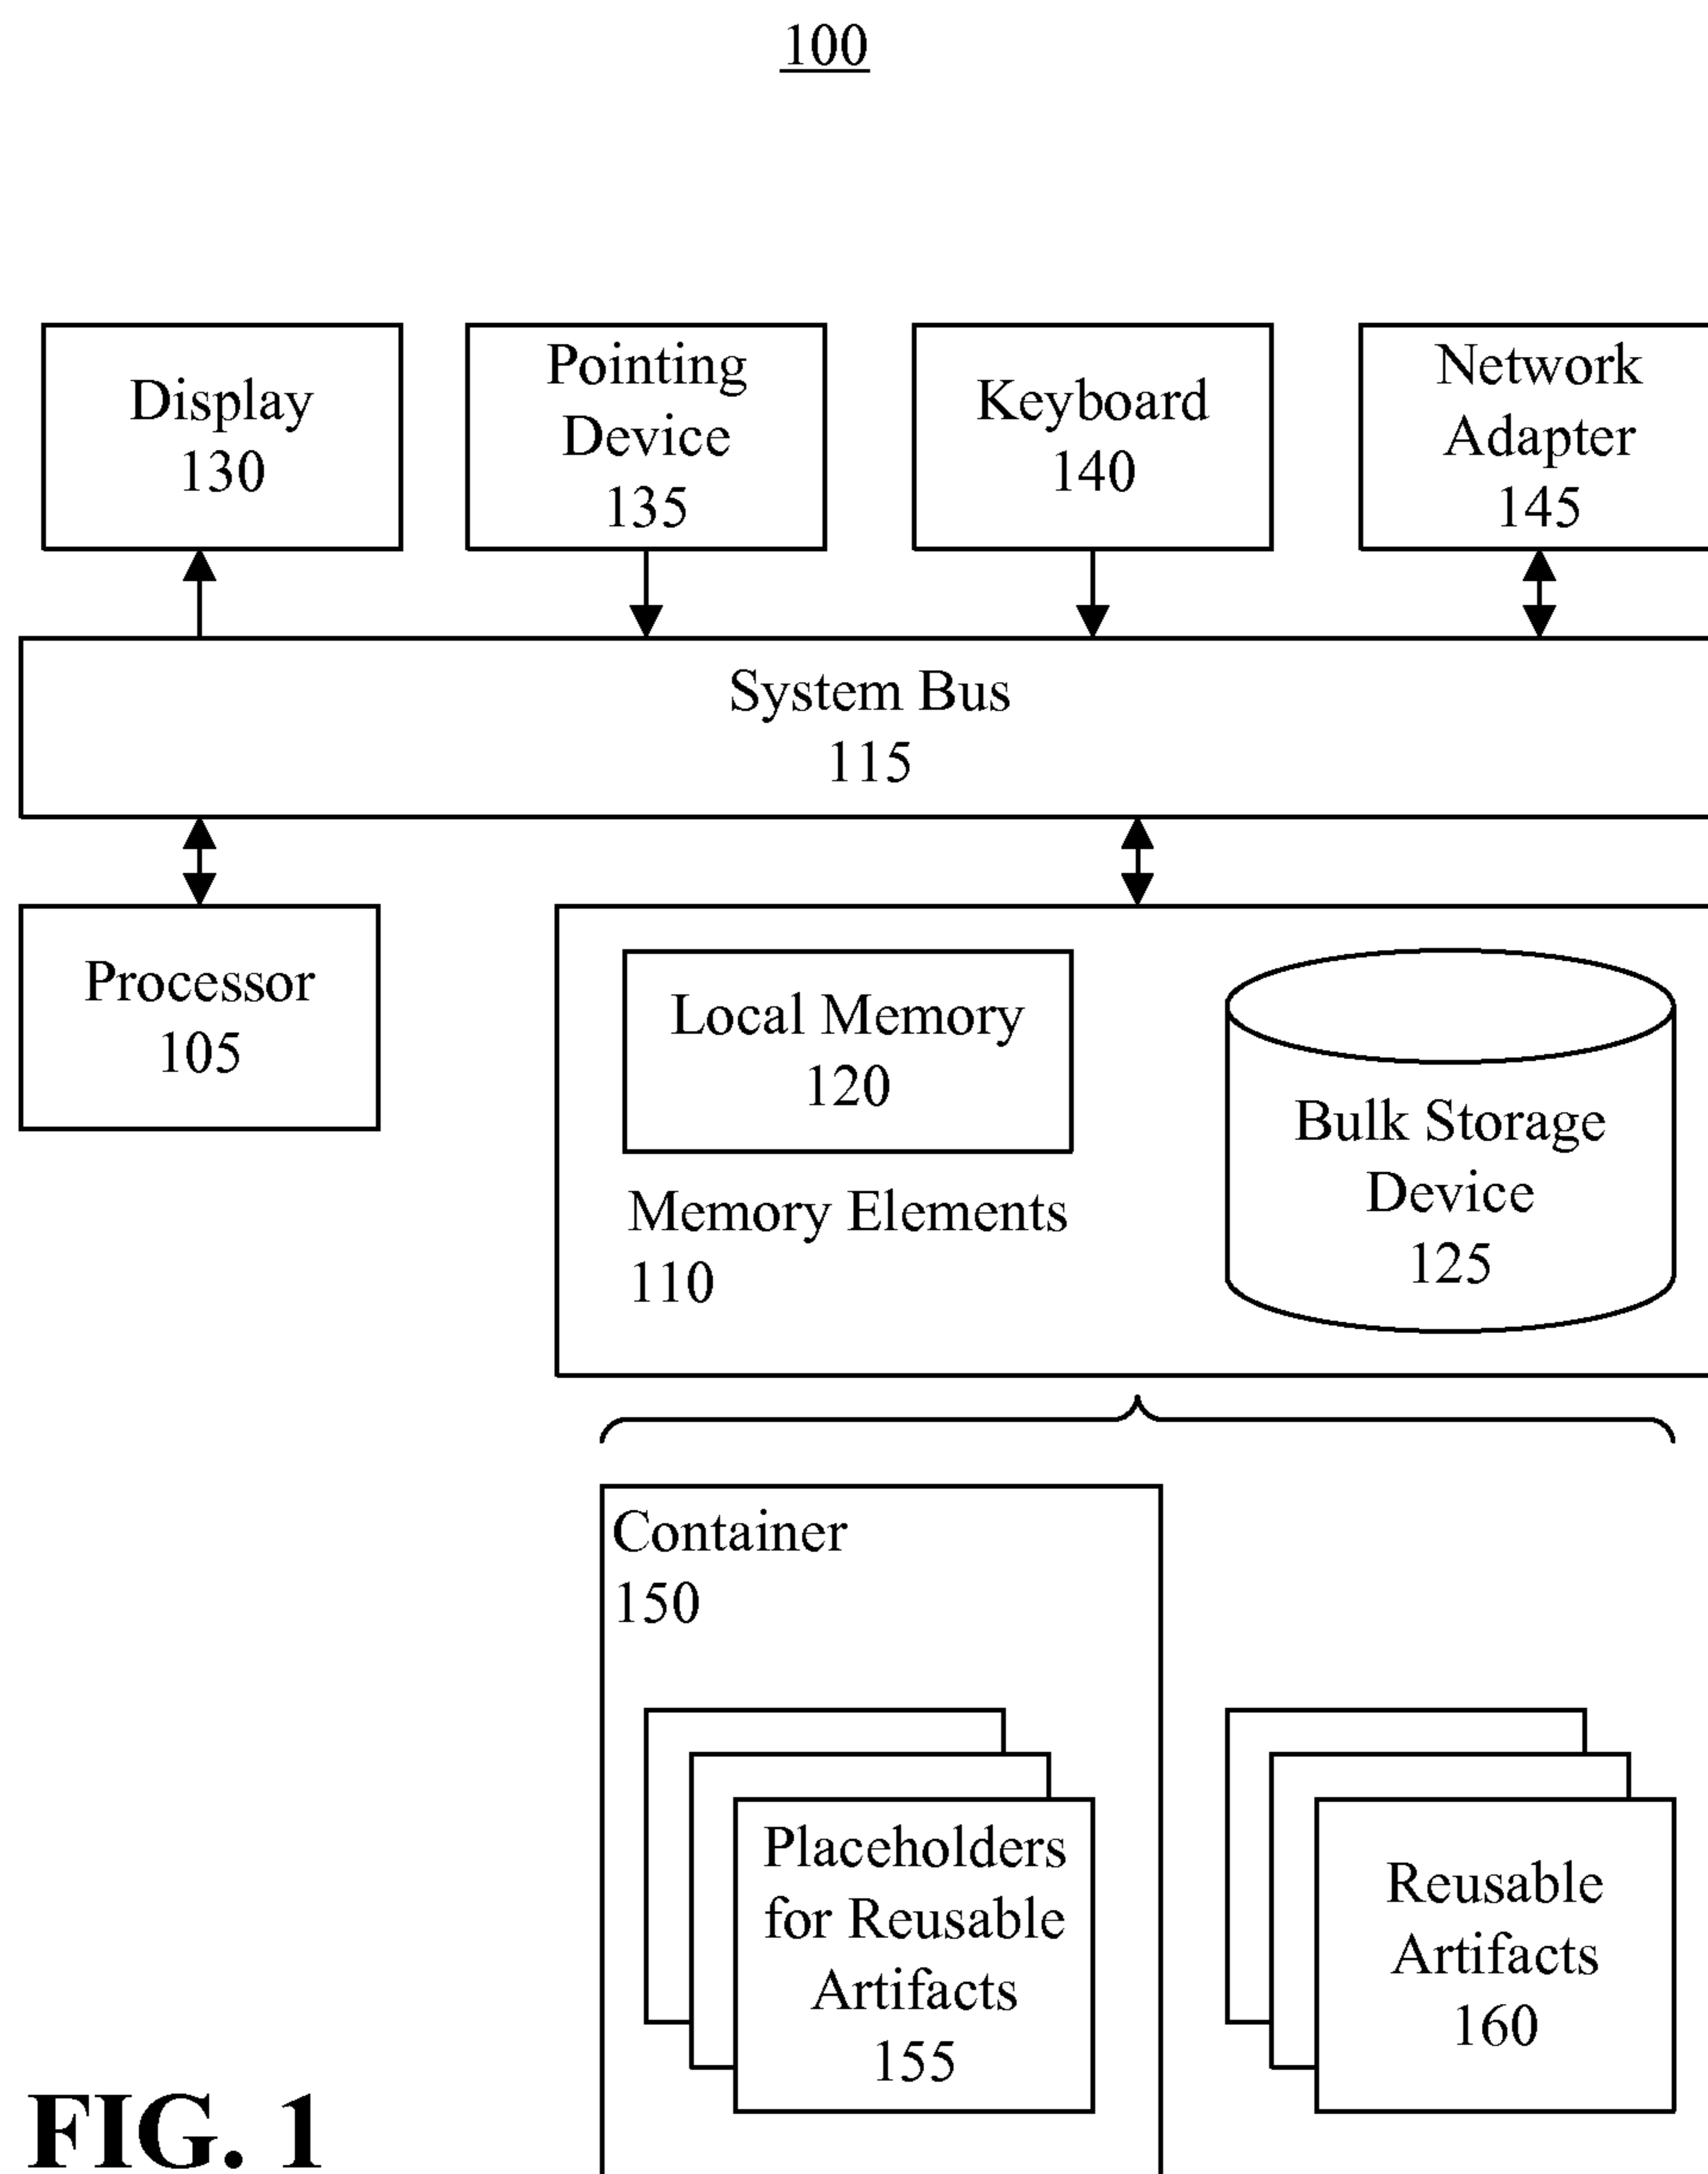 100
Display
130
Pointing
Device
135
Keyboard
140
Network
Adapter
145
System Bus
115
Processor
105
Local Memory
120
Memory Elements
110
Bulk Storage
Device
125
Container
150
Placeholders
for Reusable
Artifacts
155
Reusable
Artifacts
160
FIG. 1